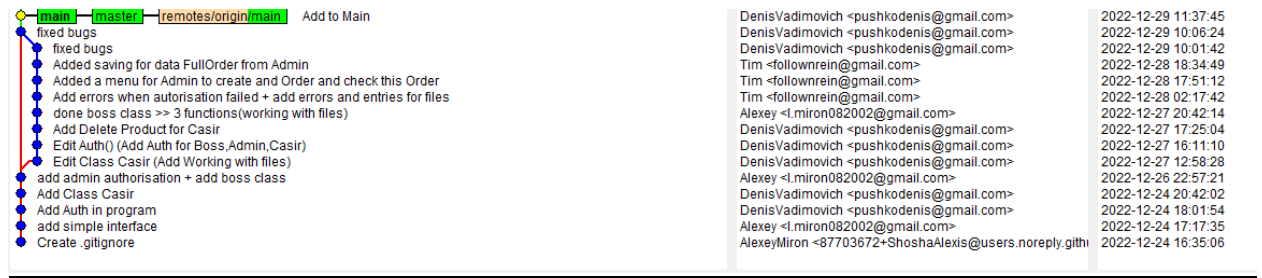 main master remotes/origin/main Add to Main DenisVadimovich <pushkodenis@gmail.com> 2022-12-29 11:37:45
fixed bugs DenisVadimovich <pushkodenis@gmail.com> 2022-12-29 10:06:24
fixed bugs DenisVadimovich <pushkodenis@gmail.com> 2022-12-29 10:01:42
Added saving for data FullOrder from Admin Tim <follownrein@gmail.com> 2022-12-28 18:34:49
Added a menu for Admin to create and Order and check this Order Tim <follownrein@gmail.com> 2022-12-28 17:51:12
Add errors when autorisation failed + add errors and entries for files Tim <follownrein@gmail.com> 2022-12-28 02:17:42
done boss class >> 3 functions(working with files) Alexey <l.miron082002@gmail.com> 2022-12-27 20:42:14
Add Delete Product for Casir DenisVadimovich <pushkodenis@gmail.com> 2022-12-27 17:25:04
Edit Auth() (Add Auth for Boss,Admin,Casir) DenisVadimovich <pushkodenis@gmail.com> 2022-12-27 16:11:10
Edit Class Casir (Add Working with files) DenisVadimovich <pushkodenis@gmail.com> 2022-12-27 12:58:28
add admin authorisation + add boss class Alexey <l.miron082002@gmail.com> 2022-12-26 22:57:21
Add Class Casir DenisVadimovich <pushkodenis@gmail.com> 2022-12-24 20:42:02
Add Auth in program DenisVadimovich <pushkodenis@gmail.com> 2022-12-24 18:01:54
add simple interface Alexey <l.miron082002@gmail.com> 2022-12-24 17:17:35
Create .gitignore AlexeyMiron <87703672+ShoshaAlexis@users.noreply.gith 2022-12-24 16:35:06